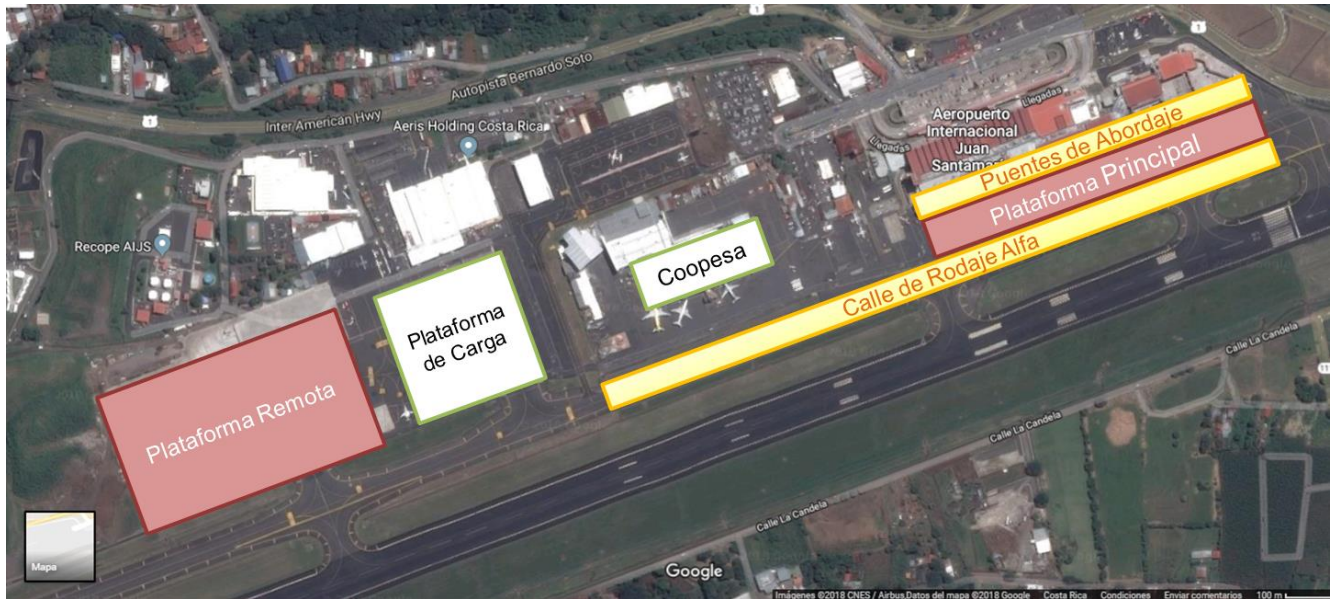 1
1
Autopista Bernardo Soto
Inter American Hwy
1
Aeris Holding Costa Rica
Llegadas
Aeropuerto
Internacional
Juan
Llegadas
Puentes de Abordaje
Plataforma Principal
Calle de Rodaje Alfa
Recope AIJS
Coopesa
Plataforma
de Carga
Plataforma Remota
Calle La Candela
Calle La Candela
Calle La Candela
Mapa
Google
Imágenes ©2018 CNES / Airbus,Datos del mapa ©2018 Google Costa Rica Condiciones Enviar comentarios 100 m